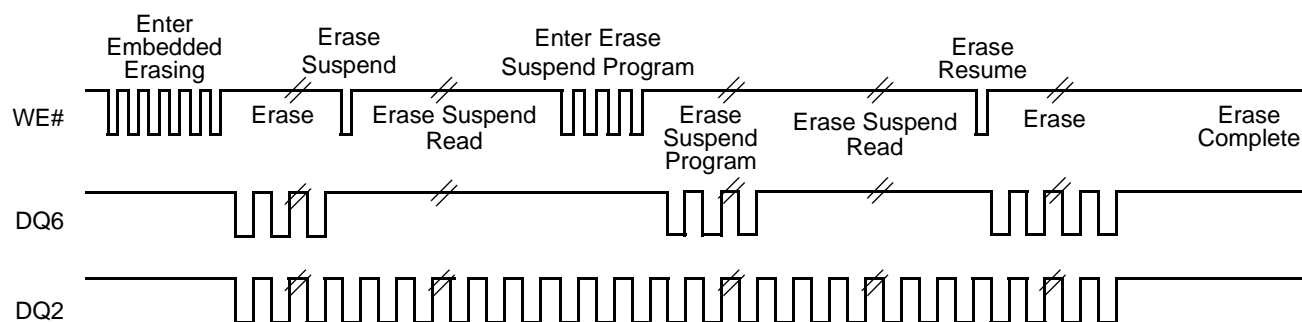 Enter
Embedded
Erasing
Erase
Suspend
Enter Erase
Suspend Program
Erase
Resume
WE#
Erase
Erase Suspend
Read
Erase
Suspend
Program
Erase Suspend
Read
Erase
Erase
Complete
DQ6
DQ2